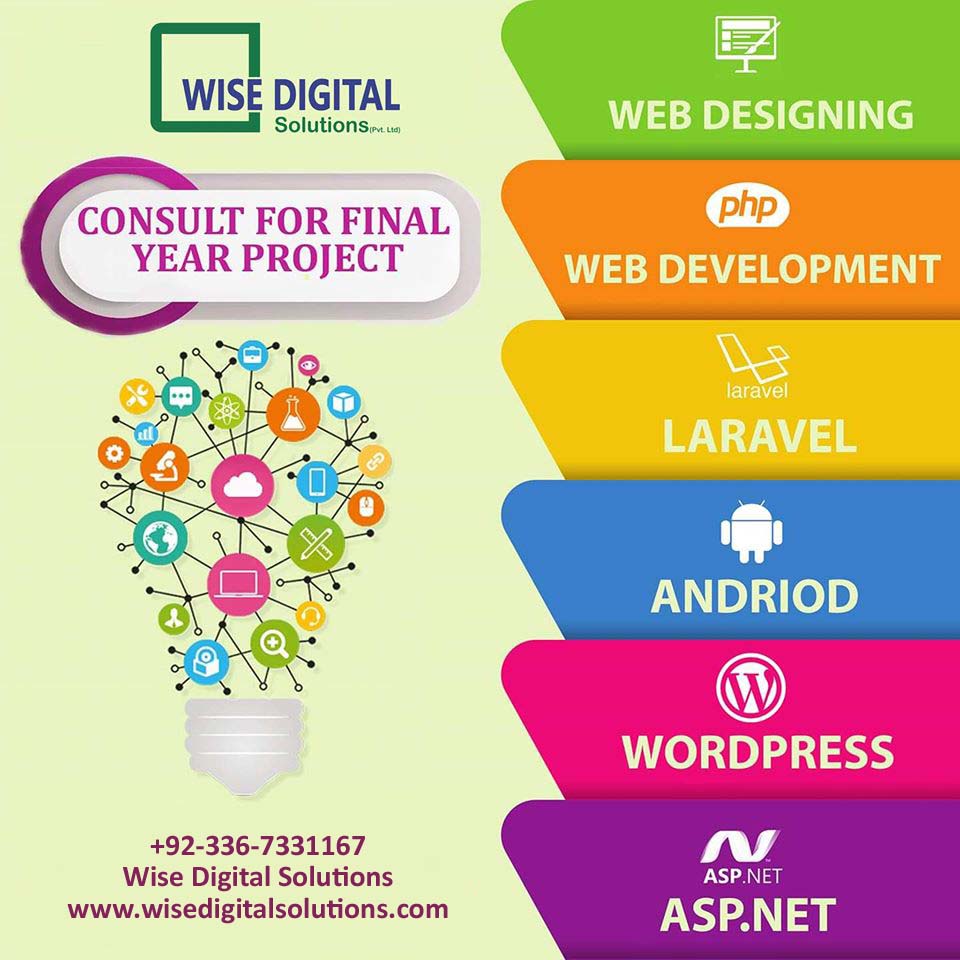 WISE DIGITAL
Solutions(Pvt. Ltd)
CONSULT FOR FINAL
YEAR PROJECT
+92-336-7331167
Wise Digital Solutions
www.wisedigitalsolutions.com
WEB DESIGNING
php
WEB DEVELOPMENT
laravel
LARAVEL
ANDRIOD
WORDPRESS
ASP.NET
ASP.NET